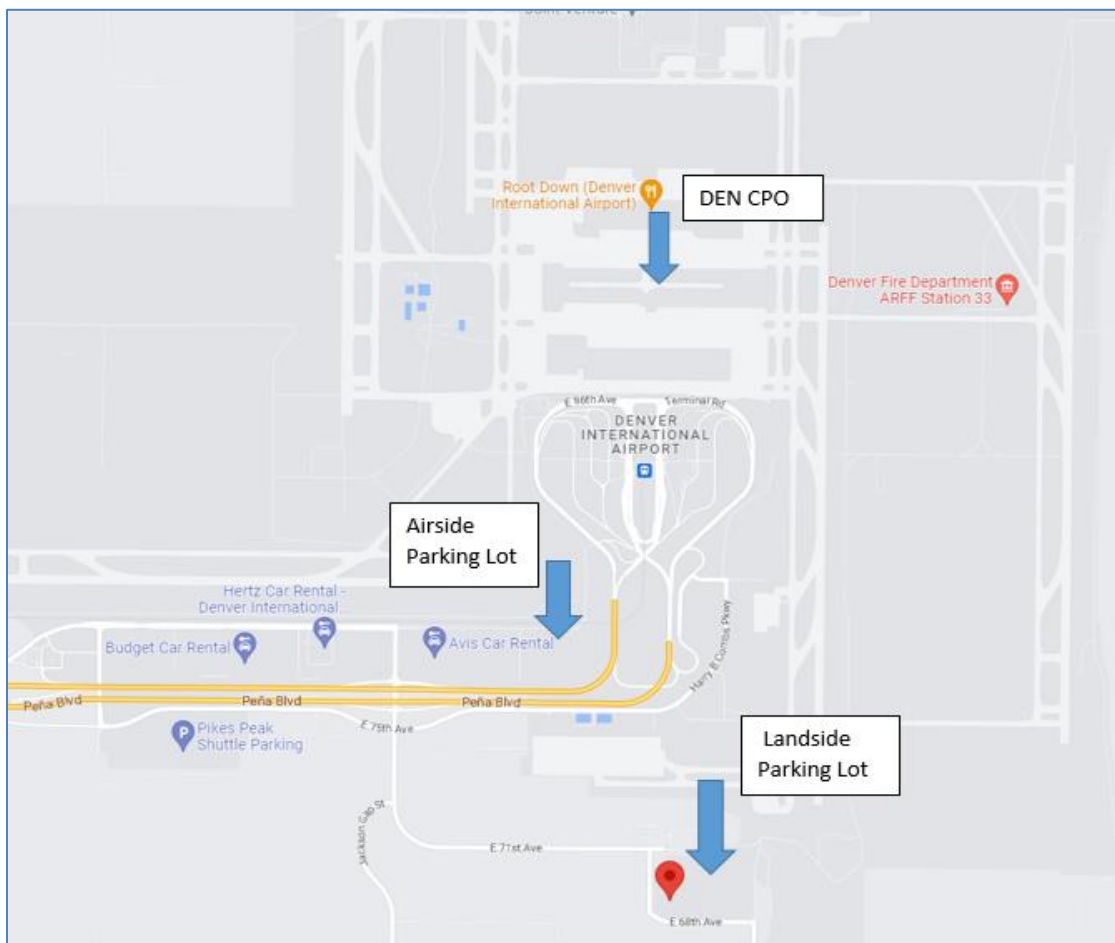 Joint Venture
Root Down (Denver
International Airport)
DEN CPO
Denver Fire Department
ARFF Station 33
E 98th Ave
Terminal Rd
DENVER
INTERNATIONAL
AIRPORT
Airside
Parking Lot
Hertz Car Rental -
Denver International
Budget Car Rental
Avis Car Rental
Harry B Combs Pkwy
Peña Blvd
Peña Blvd
Peña Blvd
E 75th Ave
P
Pikes Peak
Shuttle Parking
Landside
Parking Lot
Jackson Gap St
E 71st Ave
E 68th Ave